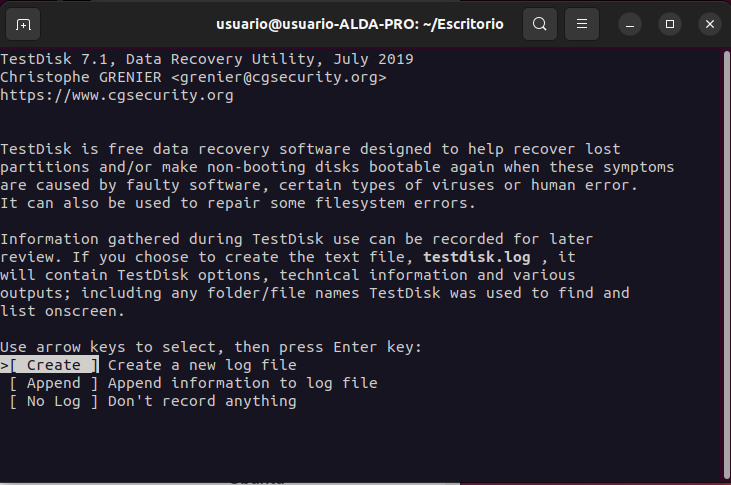 usuario@usuario-ALDA-PRO: ~/Escritorio
TestDisk 7.1, Data Recovery Utility, July 2019
Christophe GRENIER <grenier@cgsecurity.org>
https://www.cgsecurity.org
TestDisk is free data recovery software designed to help recover lost
partitions and/or make non-booting disks bootable again when these symptoms
are caused by faulty software, certain types of viruses or human error.
It can also be used to repair some filesystem errors.
Information gathered during TestDisk use can be recorded for later
review. If you choose to create the text file, testdisk.log , it
will contain TestDisk options, technical information and various
outputs; including any folder/file names TestDisk was used to find and
list onscreen.
Use arrow keys to select, then press Enter key:
>[ Create ] Create a new log file
[ Append ] Append information to log file
[ No Log ] Don't record anything